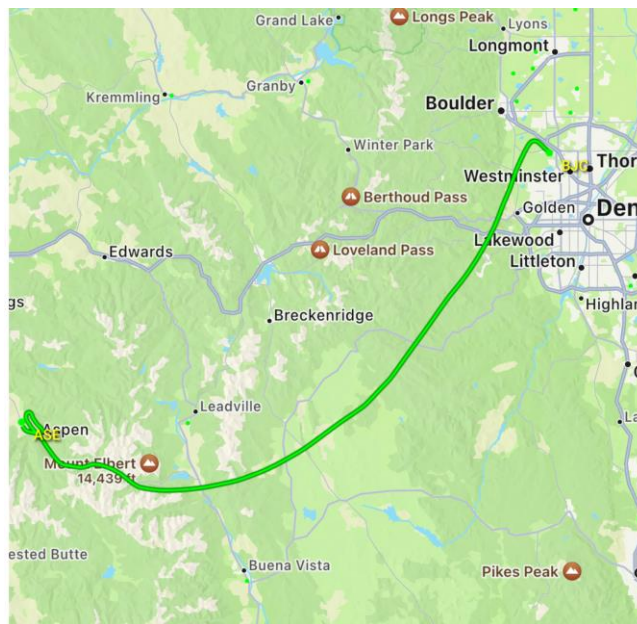 Grand Lake
Longs Peak
Lyons
Longmont
Kremmling
Granby
Boulder
Winter Park
BJC
Thor
Westminster
Berthoud Pass
Golden
Den
Lakewood
Edwards
Loveland Pass
Littleton
gs
Highlan
Breckenridge
Leadville
Aspen
ASE
Mount Elbert
14,439 ft
ested Butte
Buena Vista
Pikes Peak
La